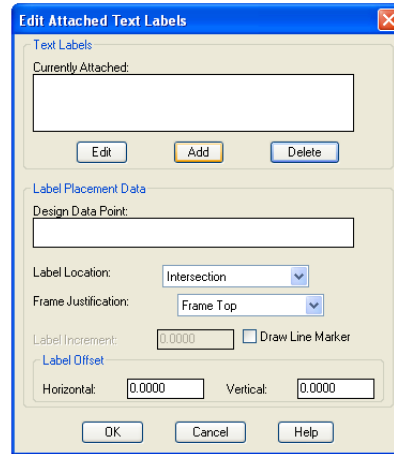 Edit Attached Text Labels
Text Labels
Currently Attached:
Edit Add Delete
Label Placement Data
Design Data Point:
Label Location: Intersection
Frame Justification: Frame Top
Label Increment: 0.0000 Draw Line Marker
Label Offset
Horizontal: 0.0000 Vertical: 0.0000
OK Cancel Help